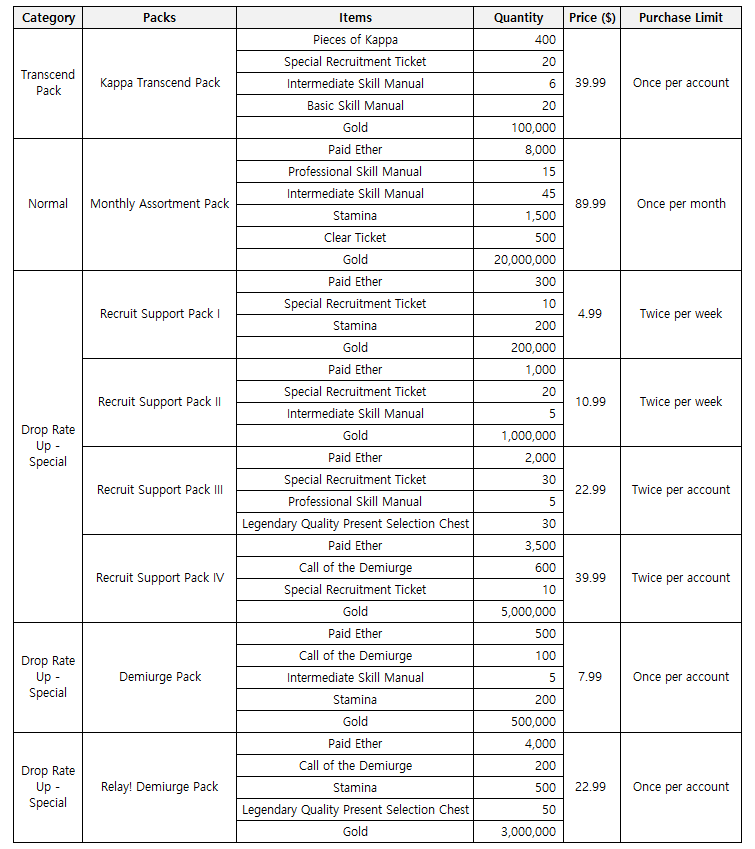 Category Packs Items Quantity Price ($) Purchase Limit
Transcend
Pack
Kappa Transcend Pack
Pieces of Kappa 400
Special Recruitment Ticket 20
Intermediate Skill Manual 6
Basic Skill Manual 20
Gold 100,000
39.99
Once per account
Normal
Monthly Assortment Pack
Paid Ether 8,000
Professional Skill Manual 15
Intermediate Skill Manual 45
Stamina 1,500
Clear Ticket 500
Gold 20,000,000
89.99
Once per month
Drop Rate
Up -
Special
Recruit Support Pack I
Paid Ether 300
Special Recruitment Ticket 10
Stamina 200
Gold 200,000
4.99
Twice per week
Recruit Support Pack II
Paid Ether 1,000
Special Recruitment Ticket 20
Intermediate Skill Manual 5
Gold 1,000,000
10.99
Twice per week
Recruit Support Pack III
Paid Ether 2,000
Special Recruitment Ticket 30
Professional Skill Manual 5
Legendary Quality Present Selection Chest 30
22.99
Twice per account
Recruit Support Pack IV
Paid Ether 3,500
Call of the Demiurge 600
Special Recruitment Ticket 10
Gold 5,000,000
39.99
Twice per account
Drop Rate
Up -
Special
Demiurge Pack
Paid Ether 500
Call of the Demiurge 100
Intermediate Skill Manual 5
Stamina 200
Gold 500,000
7.99
Once per account
Drop Rate
Up -
Special
Relay! Demiurge Pack
Paid Ether 4,000
Call of the Demiurge 200
Stamina 500
Legendary Quality Present Selection Chest 50
Gold 3,000,000
22.99
Once per account